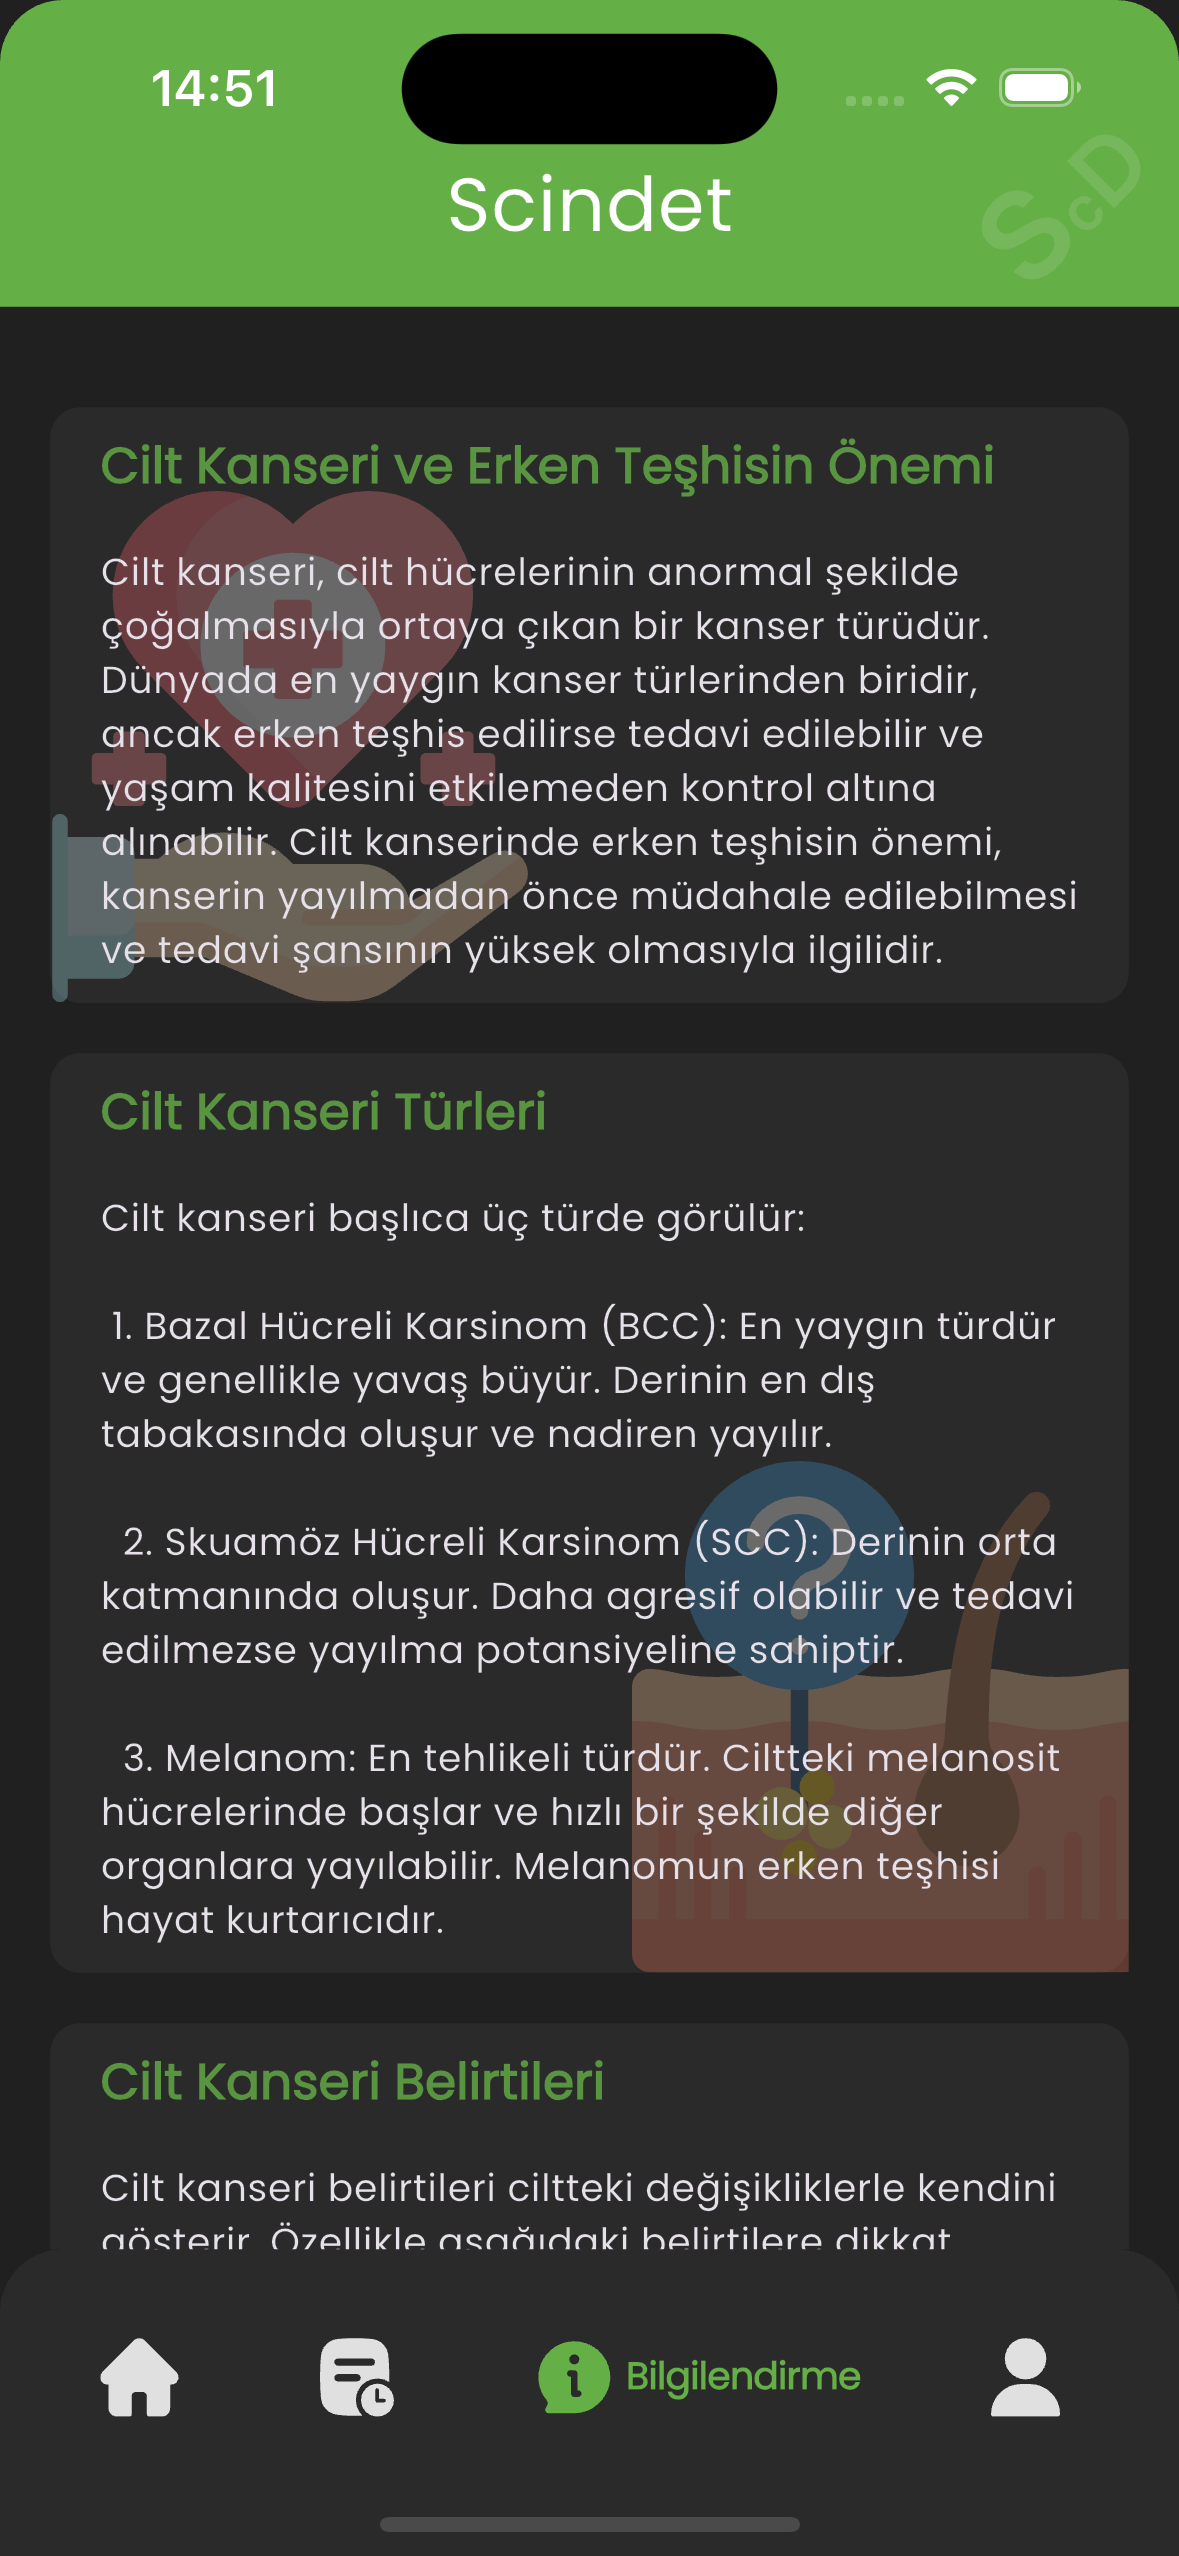 14:51
Scindet
ScD
Cilt Kanseri ve Erken Teşhisin Önemi
Cilt kanseri, cilt hücrelerinin anormal şekilde
çoğalmasıyla ortaya çıkan bir kanser türüdür.
Dünyada en yaygın kanser türlerinden biridir,
ancak erken teşhis edilirse tedavi edilebilir ve
yaşam kalitesini etkilemeden kontrol altına
alınabilir. Cilt kanserinde erken teşhisin önemi,
kanserin yayılmadan önce müdahale edilebilmesi
ve tedavi şansının yüksek olmasıyla ilgilidir.
Cilt Kanseri Türleri
Cilt kanseri başlıca üç türde görülür:
1. Bazal Hücreli Karsinom (BCC): En yaygın türdür
ve genellikle yavaş büyür. Derinin en dış
tabakasında oluşur ve nadiren yayılır.
2. Skuamöz Hücreli Karsinom (SCC): Derinin orta
katmanında oluşur. Daha agresif olabilir ve tedavi
edilmezse yayılma potansiyeline sahiptir.
3. Melanom: En tehlikeli türdür. Ciltteki melanosit
hücrelerinde başlar ve hızlı bir şekilde diğer
organlara yayılabilir. Melanomun erken teşhisi
hayat kurtarıcıdır.
Cilt Kanseri Belirtileri
Cilt kanseri belirtileri ciltteki değişikliklerle kendini
gösterir. Özellikle aşağıdaki belirtilere dikkat
Bilgilendirme